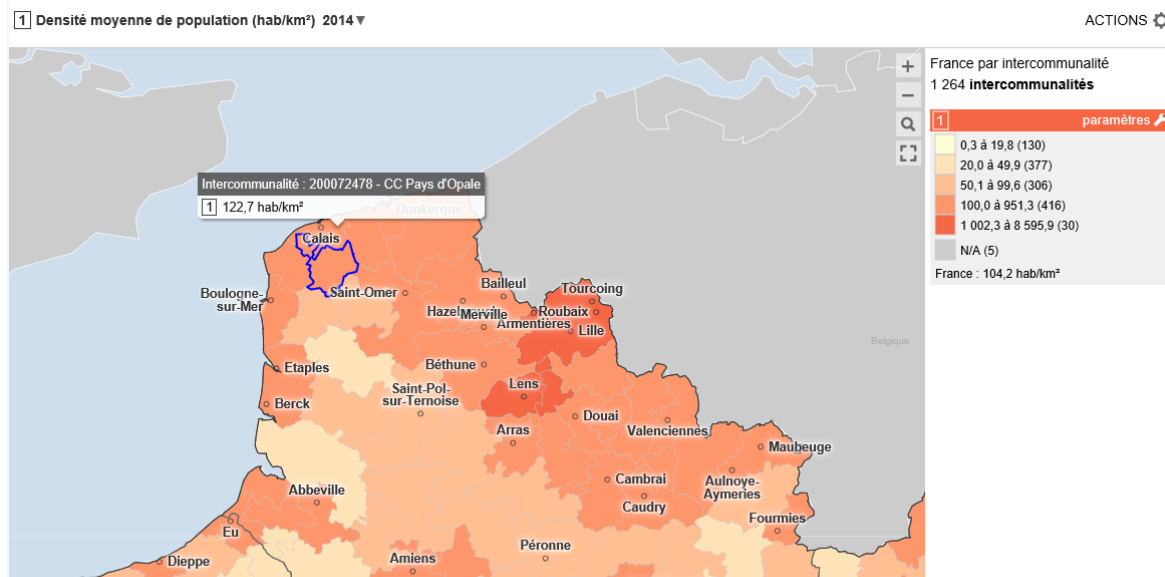 1 Densité moyenne de population (hab/km²) 2014▼
ACTIONS
France par intercommunalité
1 264 intercommunalités
1 paramètres
0,3 à 19,8 (130)
20,0 à 49,9 (377)
50,1 à 99,6 (306)
100,0 à 951,3 (416)
1 002,3 à 8 595,9 (30)
N/A (5)
France : 104,2 hab/km²
Intercommunalité : 200072478 - CC Pays d'Opale
1 122,7 hab/km²
Dunkerque
Calais
Boulogne-
sur-Mer
Saint-Omer
Bailleul
Tourcoing
Merville
Roubaix
Armentières
Lille
Belgique
Etaples
Béthune
Lens
Saint-Pol-
sur-Ternoise
Berck
Douai
Arras
Valenciennes
Maubeuge
Cambrai
Aulnoye-
Aymeries
Abbeville
Caudry
Fourmies
Eu
Péronne
Dieppe
Amiens